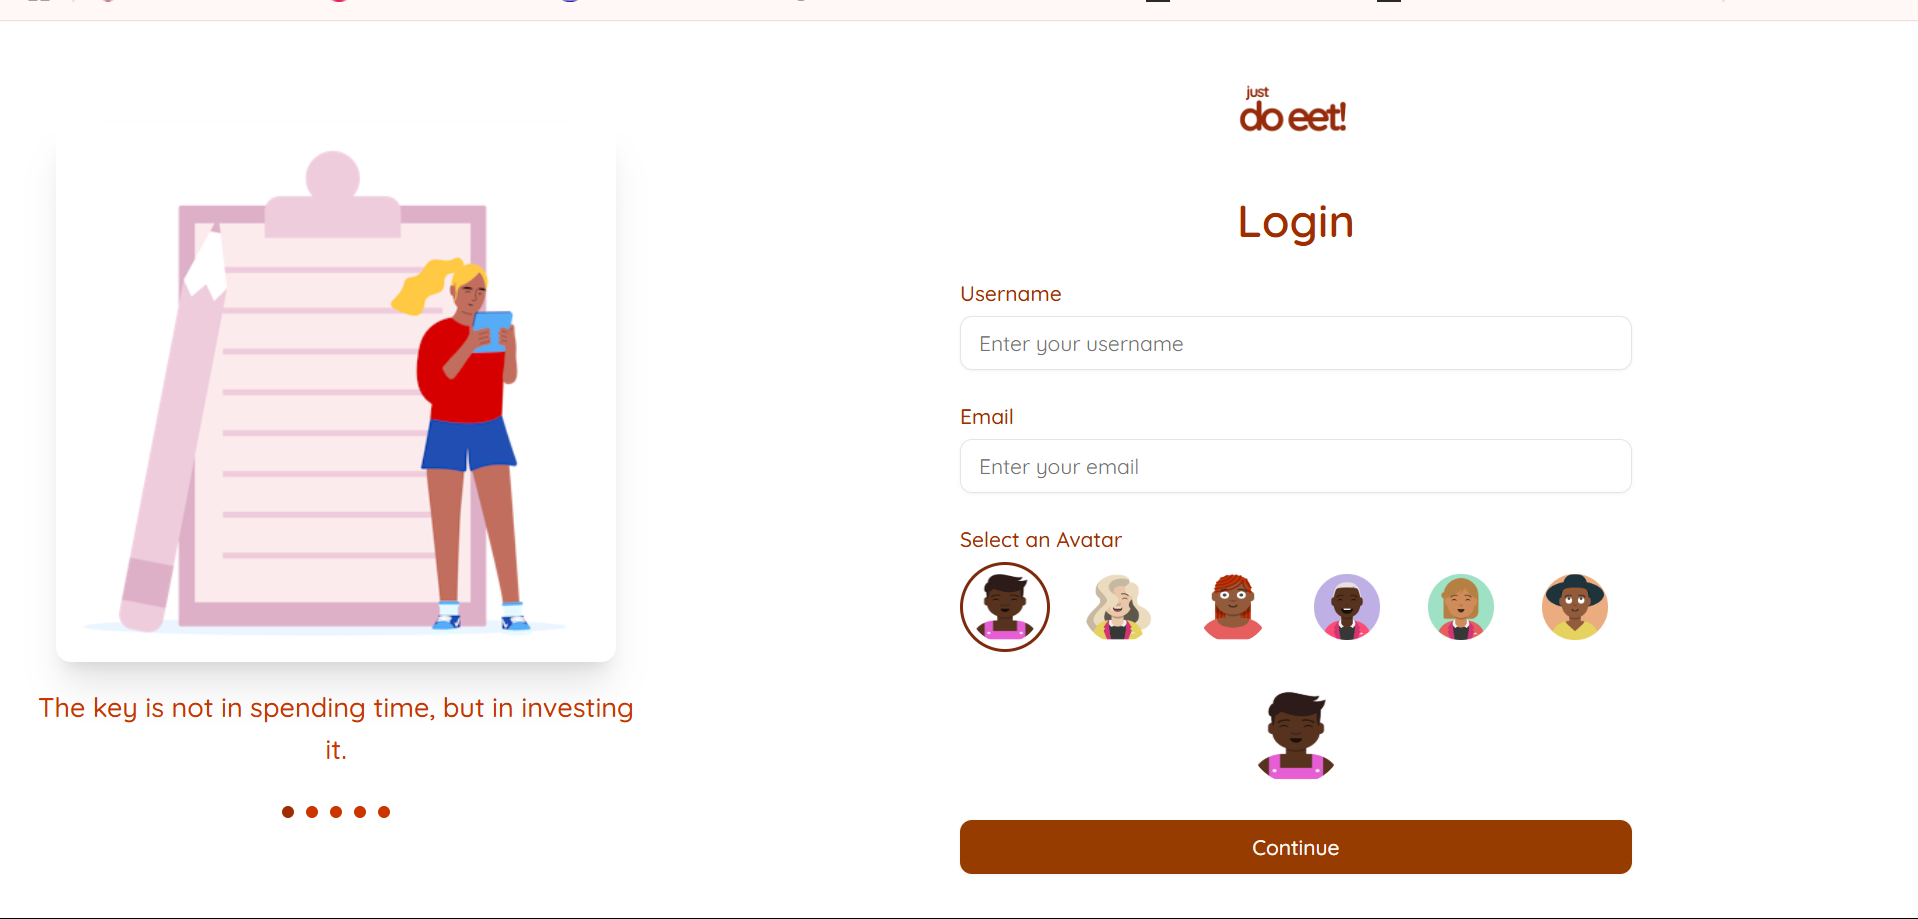 just
do eet!
Login
Username
Enter your username
Email
Enter your email
Select an Avatar
The key is not in spending time, but in investing
it.
Continue